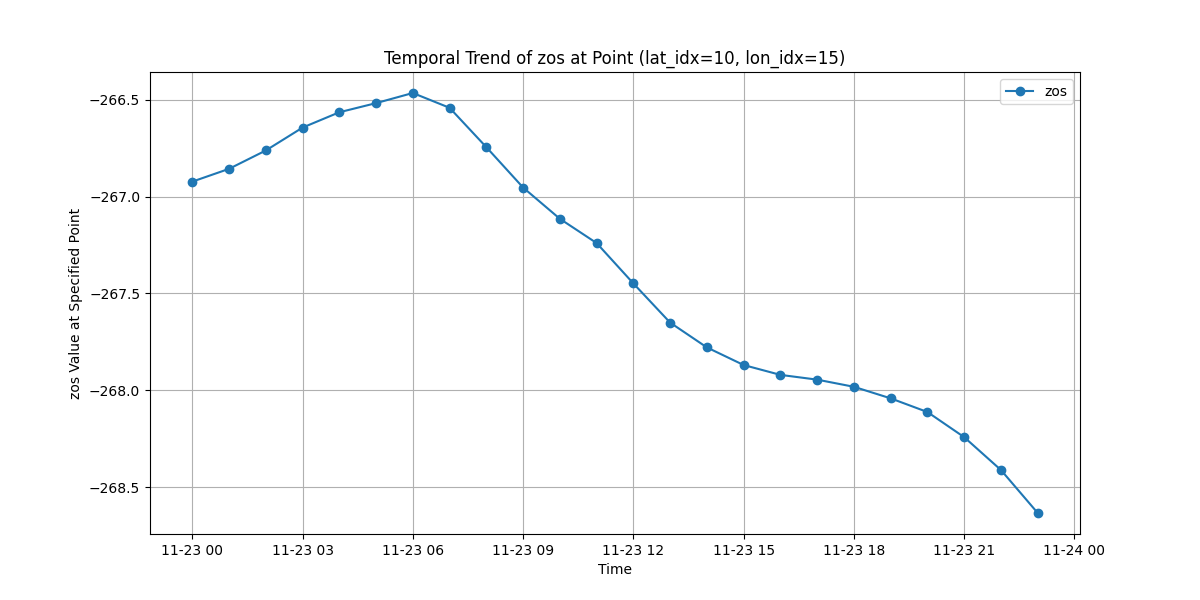 Temporal Trend of zos at Point (lat_idx=10, lon_idx=15)
zos
zos Value at Specified Point
−266.5
−267.0
−267.5
−268.0
−268.5
11-23 00 11-23 03 11-23 06 11-23 09 11-23 12 11-23 15 11-23 18 11-23 21 11-24 00
Time